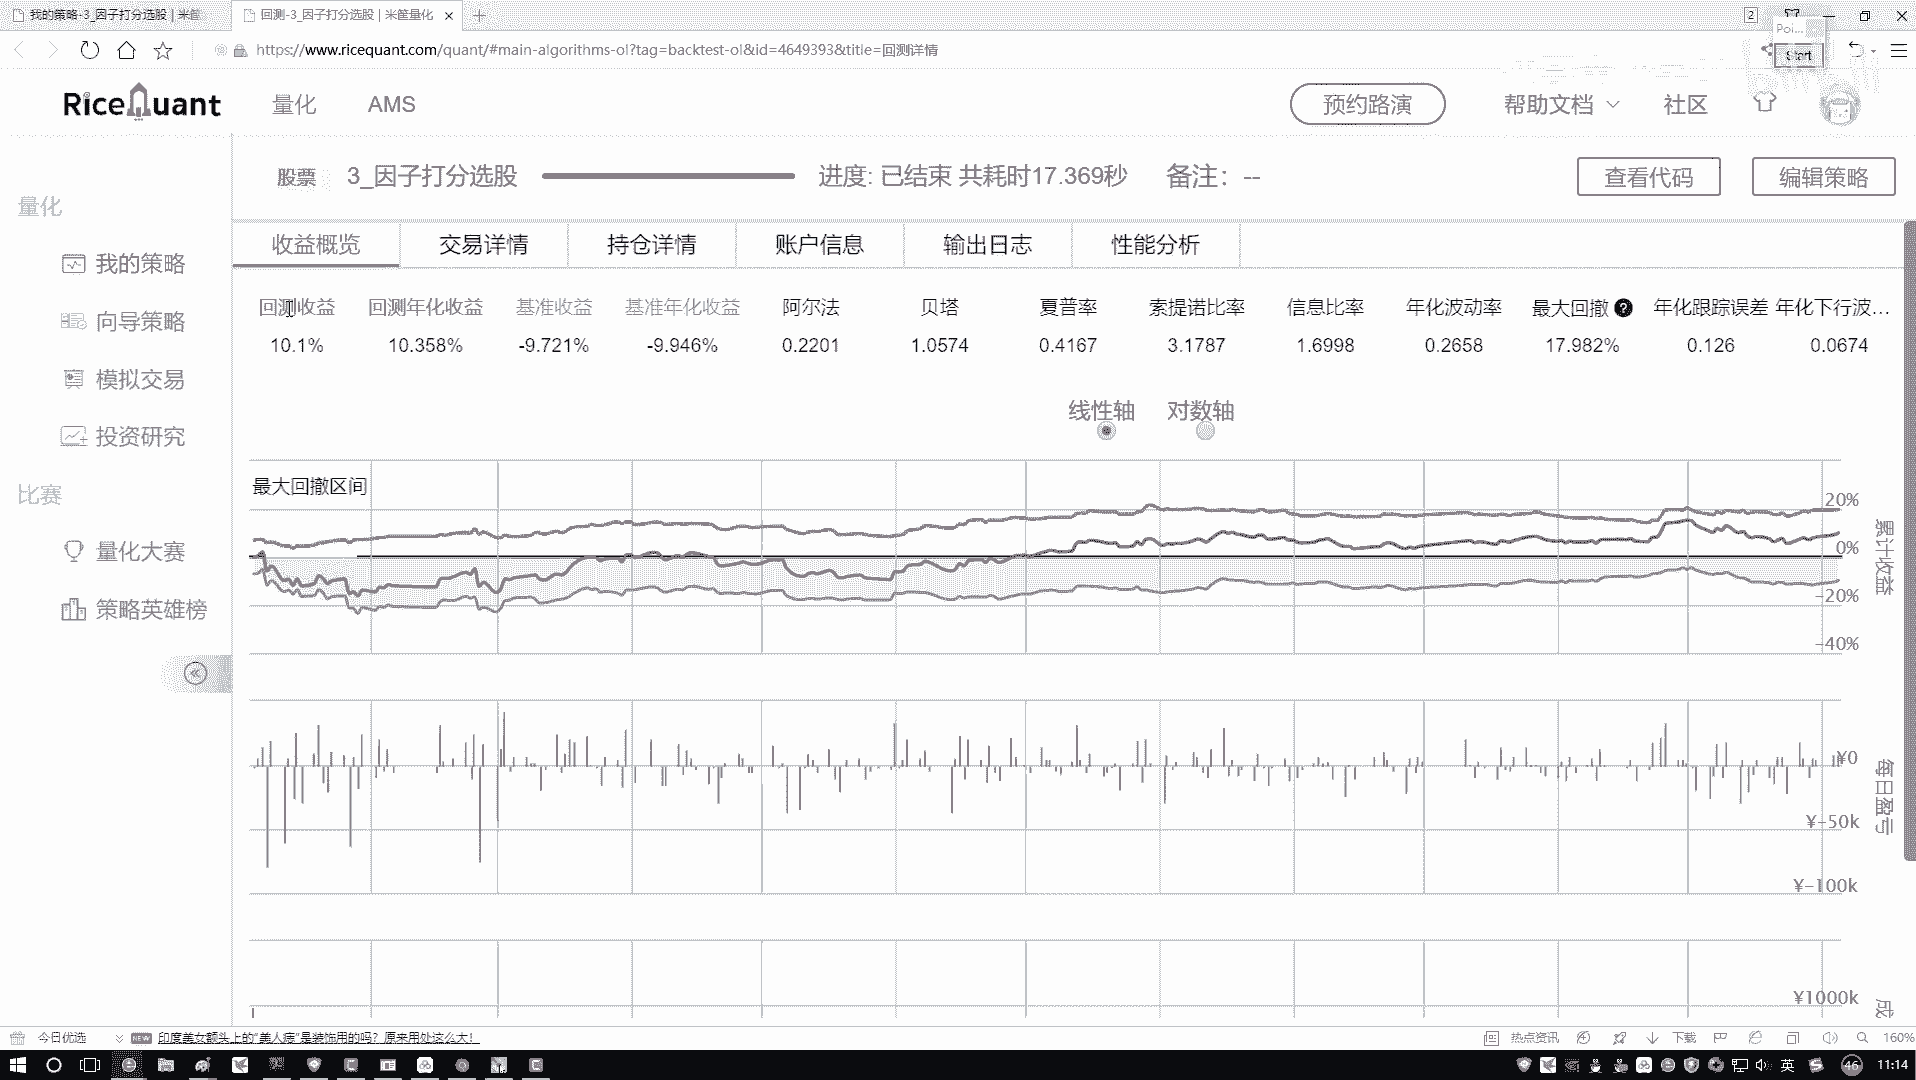 我的策略-3_因子打分选股 | 米筐
回测-3_因子打分选股 | 米筐量化
2
https://www.ricequant.com/quant/#main-algorithms-ol?tag=backtest-ol&id=4649393&title=回测详情
Poi...
Start
RiceQuant
量化
AMS
预约路演
帮助文档
社区
股票
3_因子打分选股
进度: 已结束 共耗时17.369秒
备注: --
查看代码
编辑策略
量化
我的策略
向导策略
模拟交易
投资研究
比赛
量化大赛
策略英雄榜
收益概览
交易详情
持仓详情
账户信息
输出日志
性能分析
回测收益 回测年化收益 基准收益 基准年化收益 阿尔法 贝塔 夏普率 索提诺比率 信息比率 年化波动率 最大回撤 ? 年化跟踪误差 年化下行波...
10.1% 10.358% -9.721% -9.946% 0.2201 1.0574 0.4167 3.1787 1.6998 0.2658 17.982% 0.126 0.0674
线性轴 对数轴
最大回撤区间
20%
0%
-20%
-40%
累计收益
¥0
¥-50k
¥-100k
每日盈亏
¥1000k
成
今日优选
NEW
印度美女额头上的"美人痣"是装饰用的吗？原来用处这么大！
热点资讯
下载
160%
英
46
11:14